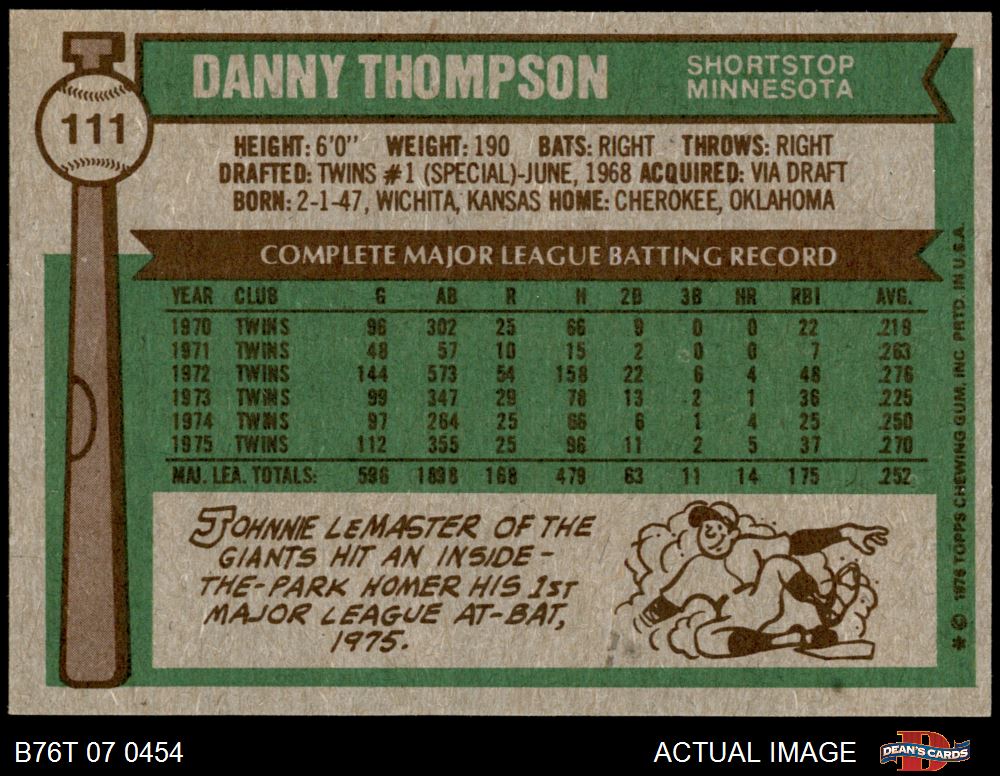 111
DANNY THOMPSON
SHORTSTOP
MINNESOTA
HEIGHT: 6'0" WEIGHT: 190 BATS: RIGHT THROWS: RIGHT
DRAFTED: TWINS #1 (SPECIAL)-JUNE, 1968 ACQUIRED: VIA DRAFT
BORN: 2-1-47, WICHITA, KANSAS HOME: CHEROKEE, OKLAHOMA
COMPLETE MAJOR LEAGUE BATTING RECORD
YEAR CLUB G AB R H 2B 3B HR RBI AVG.
1970 TWINS 96 302 25 66 9 0 0 22 .219
1971 TWINS 48 57 10 15 2 0 0 7 .263
1972 TWINS 144 573 54 158 22 6 4 48 .276
1973 TWINS 99 347 29 78 13 2 1 36 .225
1974 TWINS 97 264 25 66 6 1 4 25 .250
1975 TWINS 112 355 25 96 11 2 5 37 .270
MAJ. LEA. TOTALS: 596 1898 168 479 63 11 14 175 .252
JOHNNIE LEMASTER OF THE
GIANTS HIT AN INSIDE-
THE-PARK HOMER HIS 1ST
MAJOR LEAGUE AT-BAT,
1975.
* © 1976 TOPPS CHEWING GUM, INC. PRTD. IN U.S.A.
B76T 07 0454
ACTUAL IMAGE
DEAN'S CARDS